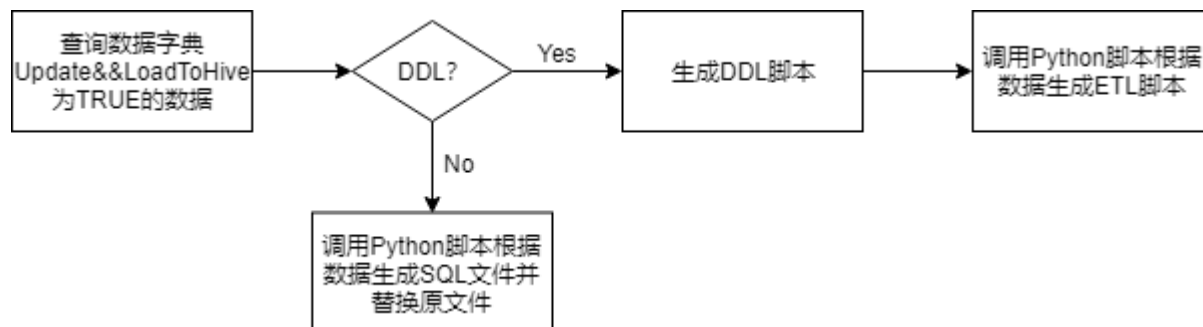 查询数据字典
Update&&LoadToHive
为TRUE的数据
DDL?
Yes
生成DDL脚本
调用Python脚本根据
数据生成ETL脚本
No
调用Python脚本根据
数据生成SQL文件并
替换原文件